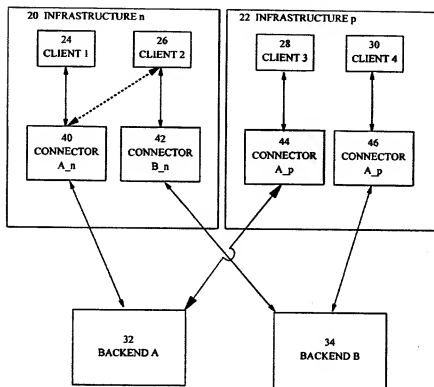 20 INFRASTRUCTURE n
22 INFRASTRUCTURE p
24
CLIENT 1
26
CLIENT 2
28
CLIENT 3
30
CLIENT 4
40
CONNECTOR
A_n
42
CONNECTOR
B_n
44
CONNECTOR
A_p
46
CONNECTOR
A_p
32
BACKEND A
34
BACKEND B